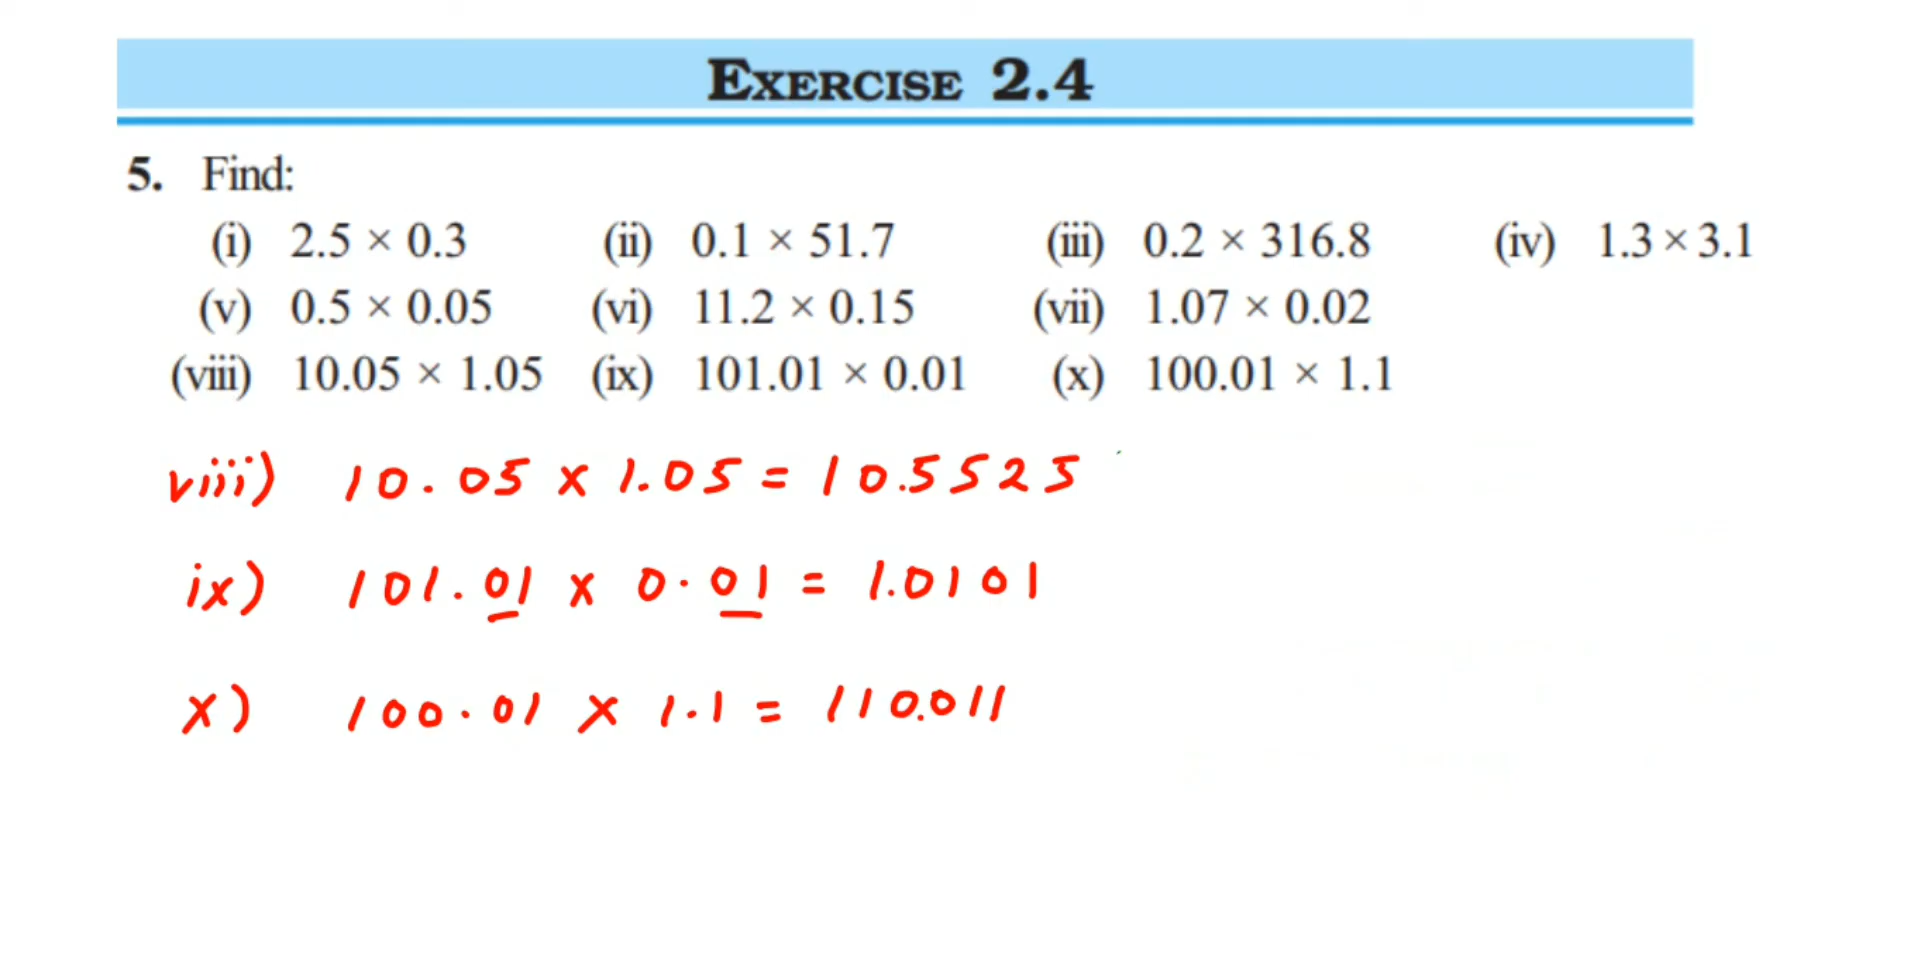 EXERCISE 2.4
5. Find:
(i) 2.5 × 0.3 (ii) 0.1 × 51.7 (iii) 0.2 × 316.8 (iv) 1.3 × 3.1
(v) 0.5 × 0.05 (vi) 11.2 × 0.15 (vii) 1.07 × 0.02
(viii) 10.05 × 1.05 (ix) 101.01 × 0.01 (x) 100.01 × 1.1
viii) 10.05 × 1.05 = 10.5525
ix) 101.01 × 0.01 = 1.0101
x) 100.01 × 1.1 = 110.011